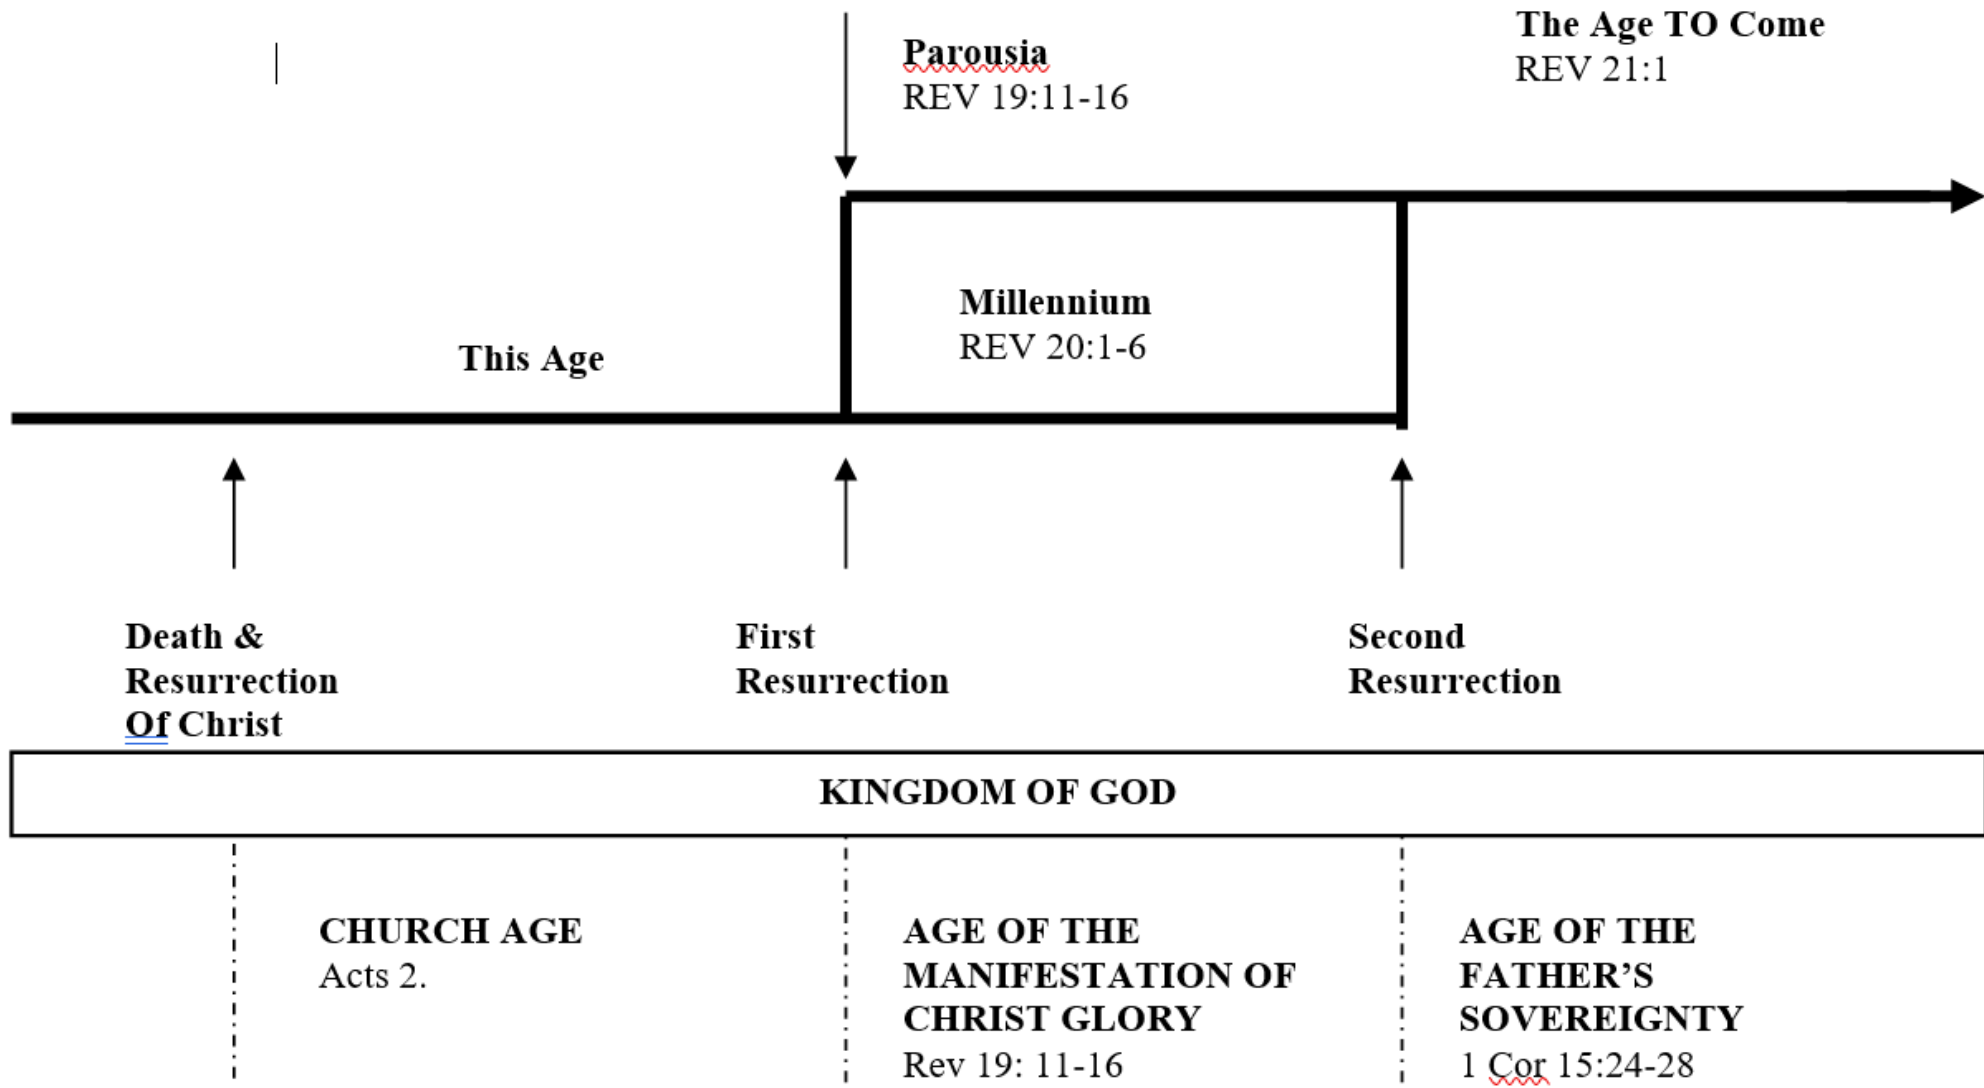 The Age TO Come
REV 21:1
Parousia
REV 19:11-16
Millennium
REV 20:1-6
This Age
Death &
Resurrection
Of Christ
First
Resurrection
Second
Resurrection
KINGDOM OF GOD
CHURCH AGE
Acts 2.
AGE OF THE
MANIFESTATION OF
CHRIST GLORY
Rev 19: 11-16
AGE OF THE
FATHER’S
SOVEREIGNTY
1 Cor 15:24-28